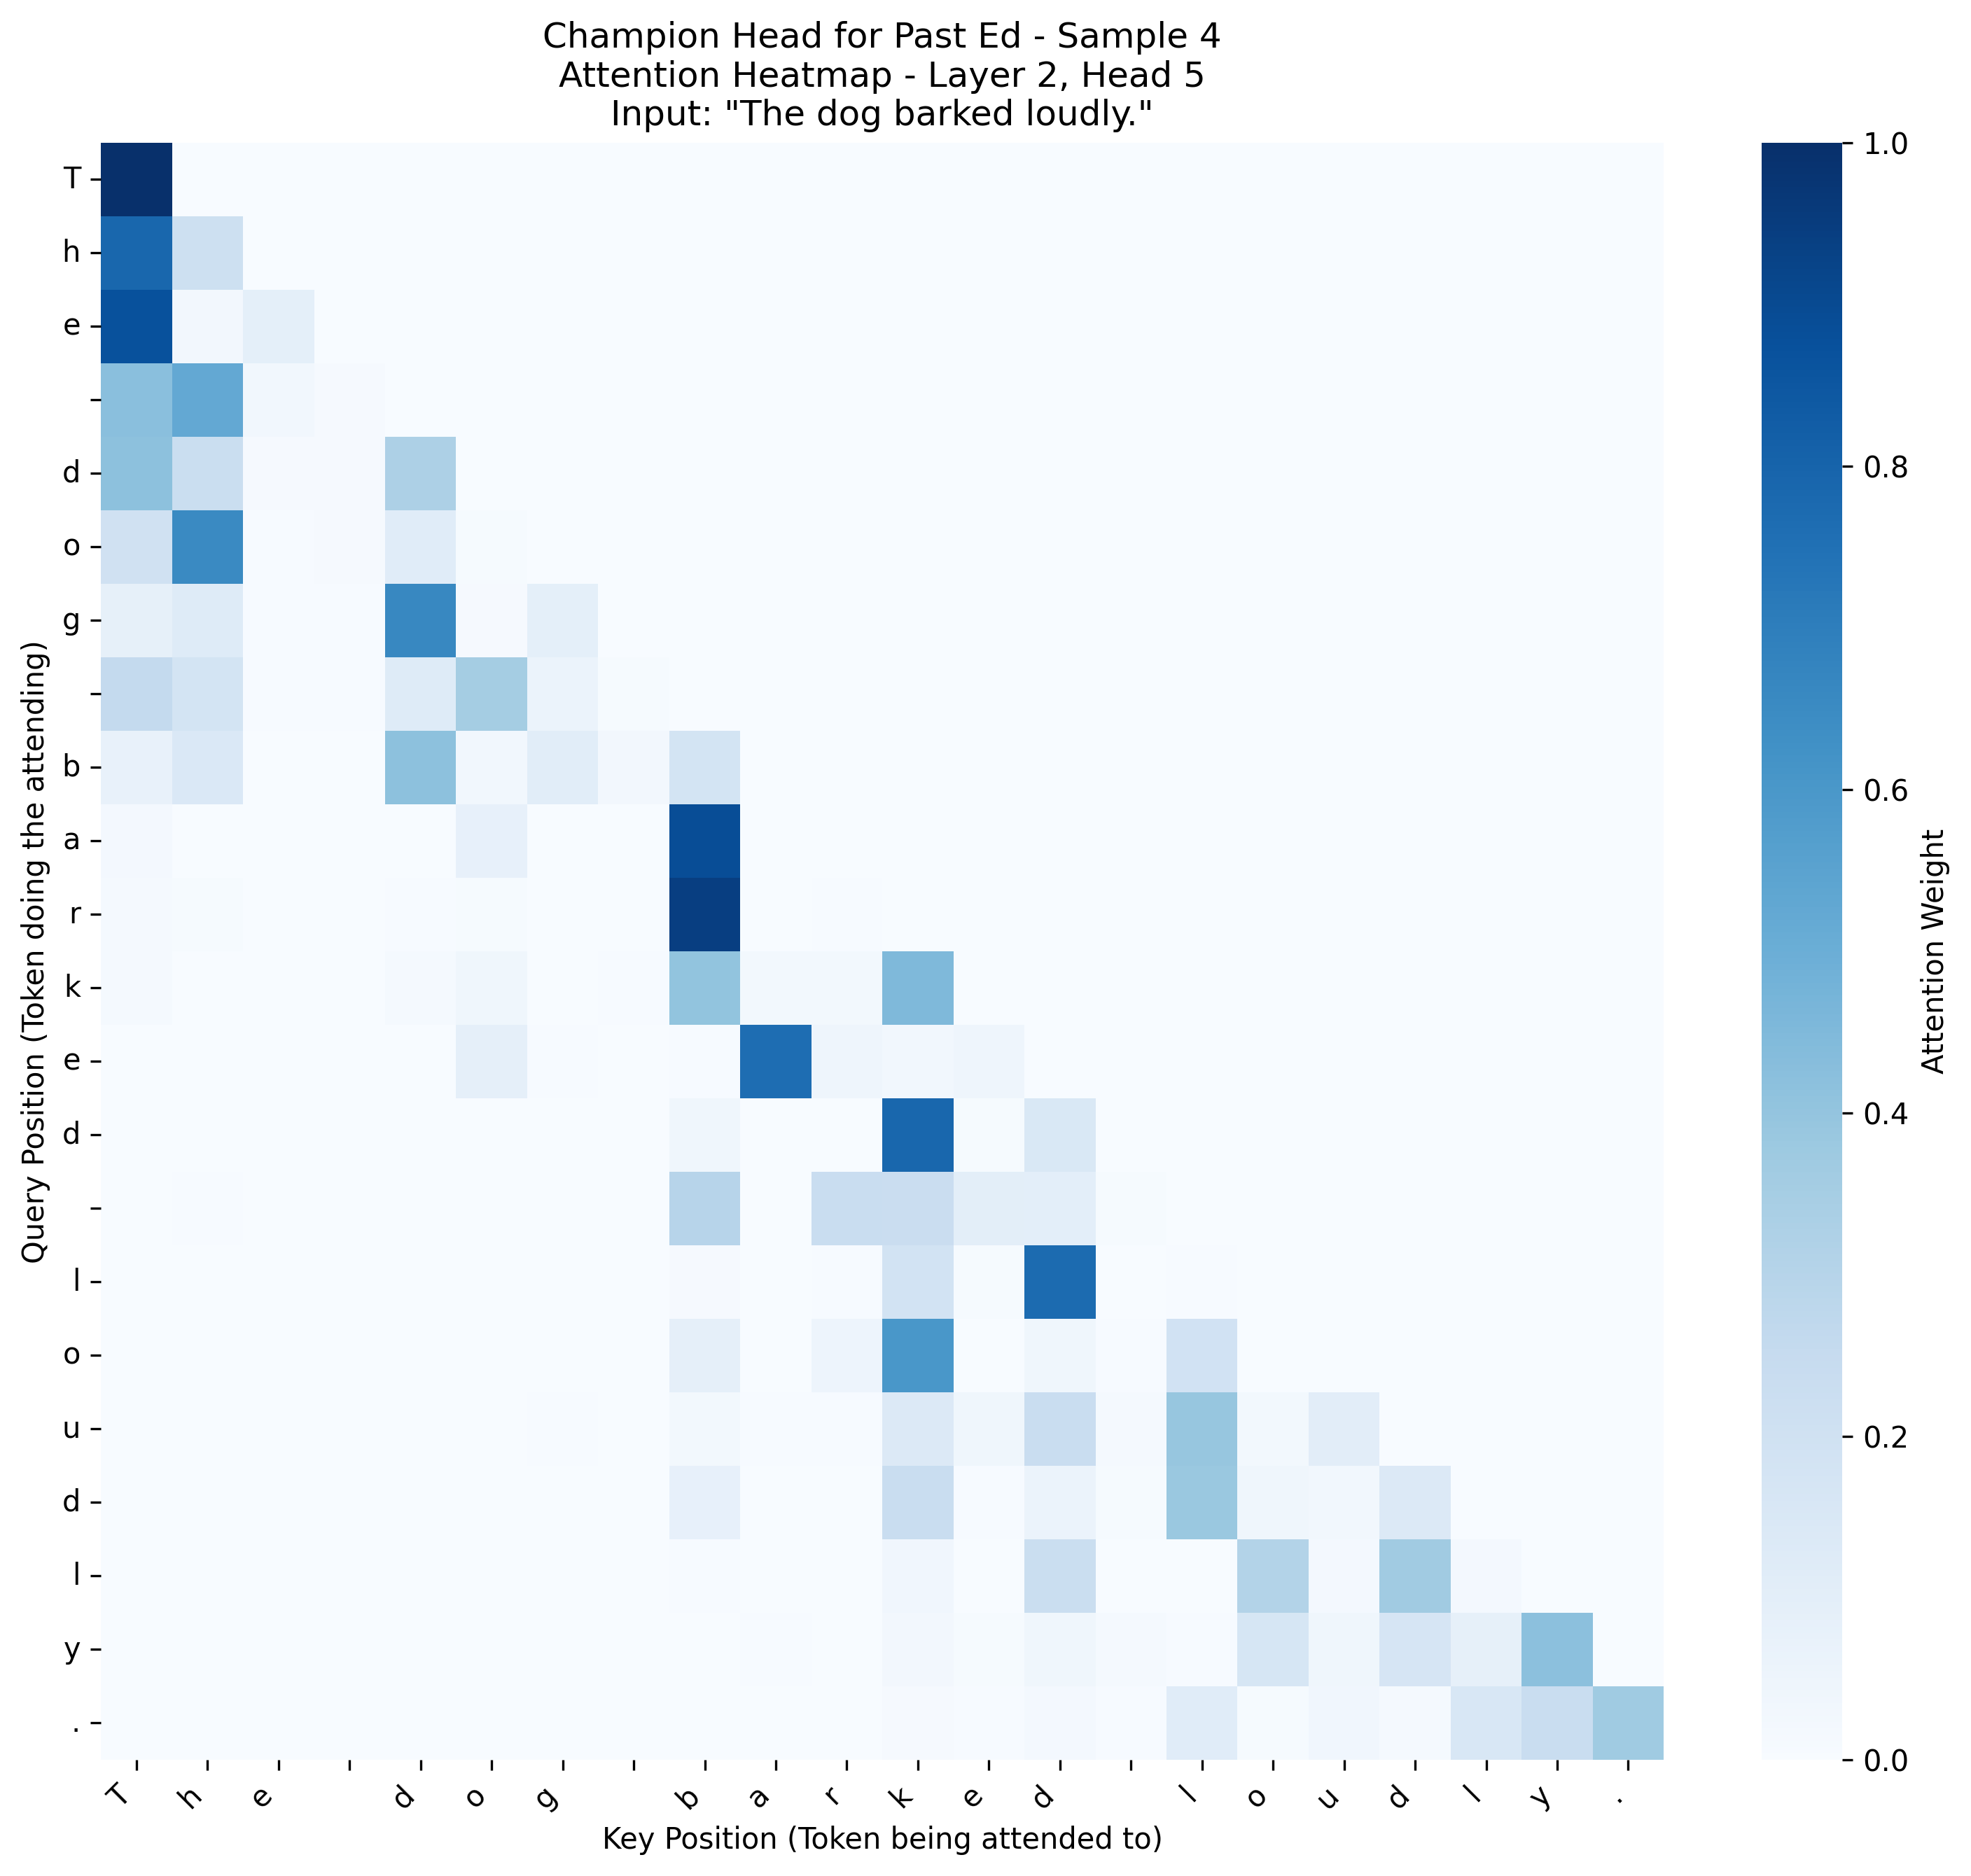 Champion Head for Past Ed - Sample 4
Attention Heatmap - Layer 2, Head 5
Input: "The dog barked loudly."
Query Position (Token doing the attending)
T
h
e
d
o
g
b
a
r
k
e
d
l
o
u
d
l
y
.
T h e d o g b a r k e d l o u d l y .
Key Position (Token being attended to)
1.0
0.8
0.6
0.4
0.2
0.0
Attention Weight